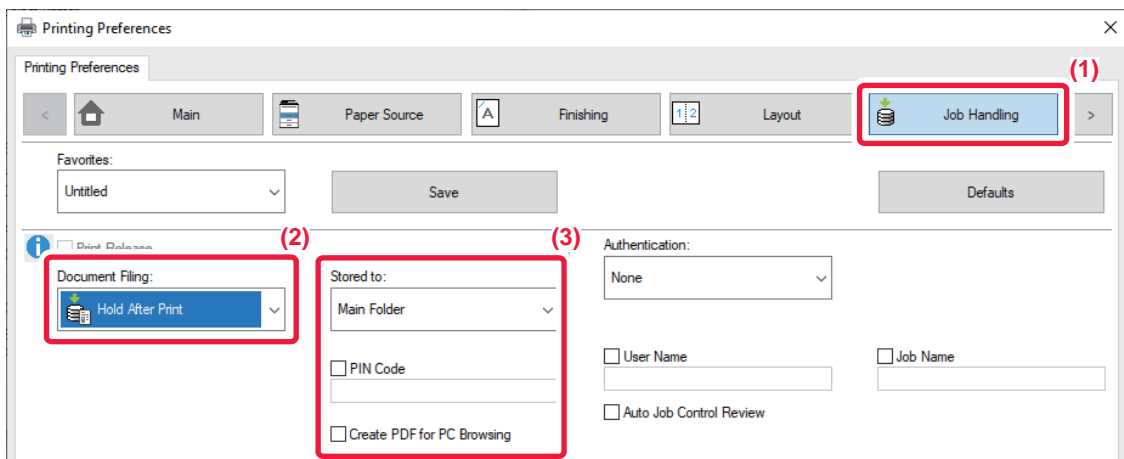 Printing Preferences
Printing Preferences
(1)
< Main Paper Source A Finishing 1 2 Layout Job Handling >
Favorites:
Untitled Save Defaults
Print Release (2) (3) Authentication:
Document Filing: Stored to: None
Hold After Print Main Folder
PIN Code User Name Job Name
Auto Job Control Review
Create PDF for PC Browsing